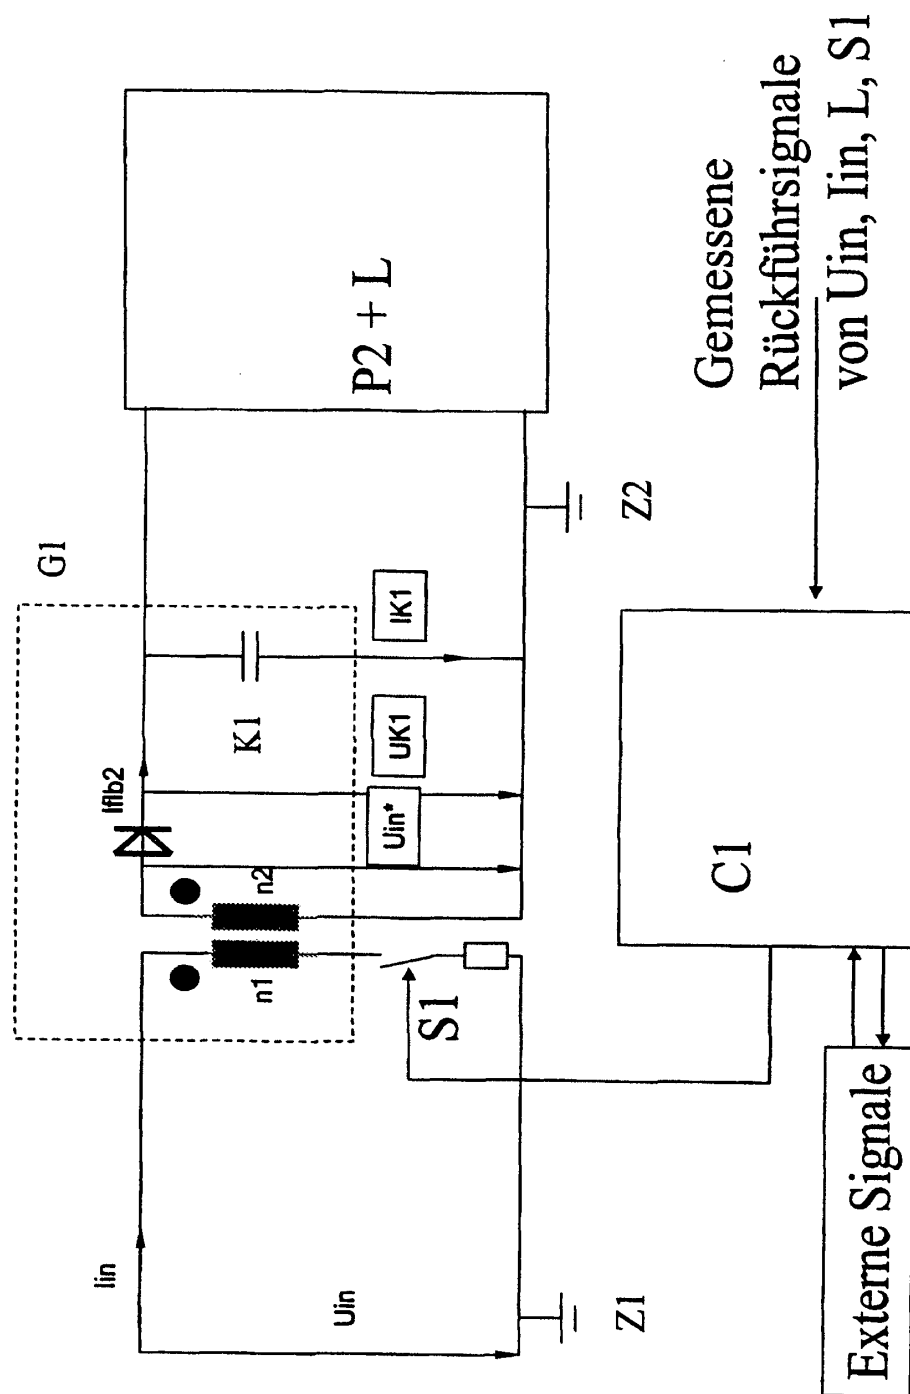 G1
Iin
Iflb2
n1
n2
K1
Uin
Uin*
UK1
IK1
S1
P2 + L
Z1
Z2
C1
Gemessene
Rückführsignale
von Uin, Iin, L, S1
Externe Signale